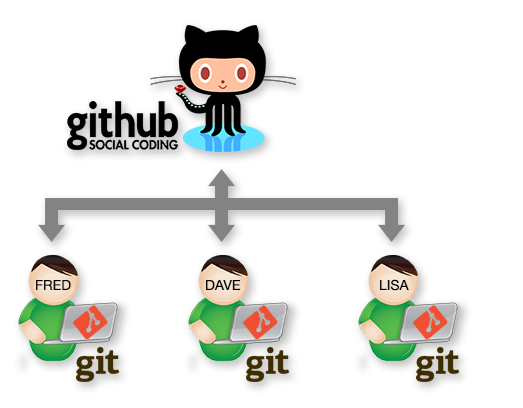 github
SOCIAL CODING
FRED
DAVE
LISA
git
git
git